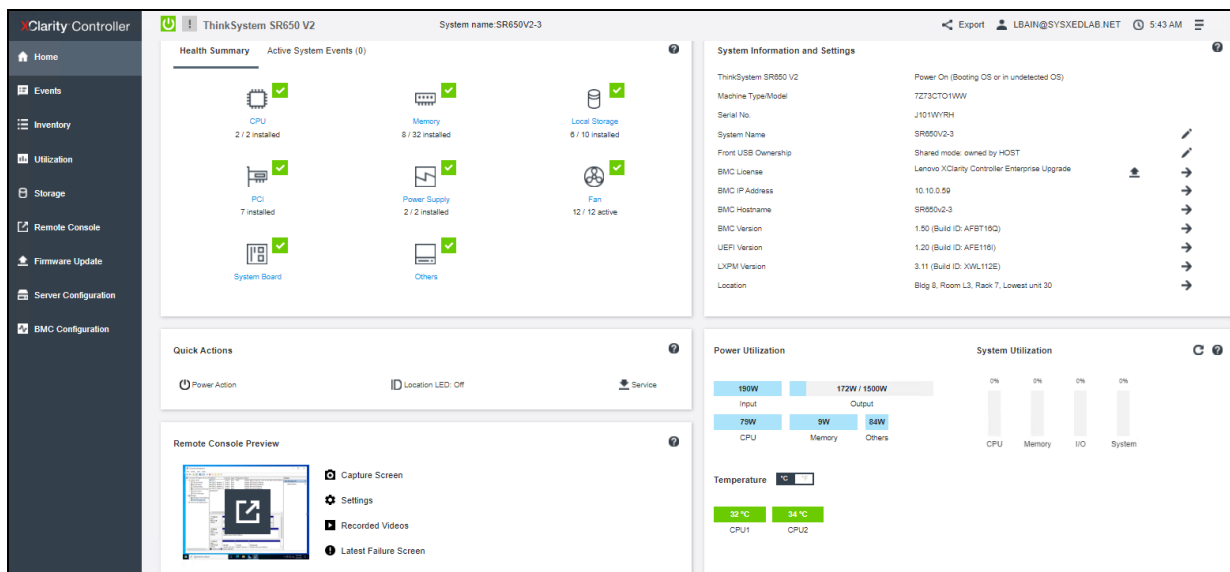 XClarity Controller
ThinkSystem SR650 V2
System name:SR650V2-3
Export
LBAIN@SYSXEDLAB.NET
5:43 AM
Home
Events
Inventory
Utilization
Storage
Remote Console
Firmware Update
Server Configuration
BMC Configuration
Health Summary
Active System Events (0)
CPU
2 / 2 installed
Memory
8 / 32 installed
Local Storage
6 / 10 installed
PCI
7 installed
Power Supply
2 / 2 installed
Fan
12 / 12 active
System Board
Others
System Information and Settings
ThinkSystem SR650 V2 Power On (Booting OS or in undetected OS)
Machine Type/Model 7Z73CTO1WW
Serial No. J101WYRH
System Name SR650V2-3
Front USB Ownership Shared mode: owned by HOST
BMC License Lenovo XClarity Controller Enterprise Upgrade
BMC IP Address 10.10.0.59
BMC Hostname SR650v2-3
BMC Version 1.50 (Build ID: AFBT16Q)
UEFI Version 1.20 (Build ID: AFE116I)
LXPM Version 3.11 (Build ID: XWL112E)
Location Bldg 8, Room L3, Rack 7, Lowest unit 30
Quick Actions
Power Action
Location LED: Off
Service
Remote Console Preview
Capture Screen
Settings
Recorded Videos
Latest Failure Screen
Power Utilization
190W
Input
172W / 1500W
Output
79W
CPU
9W
Memory
84W
Others
System Utilization
0% 0% 0% 0%
CPU Memory I/O System
Temperature °C
32 °C
CPU1
34 °C
CPU2